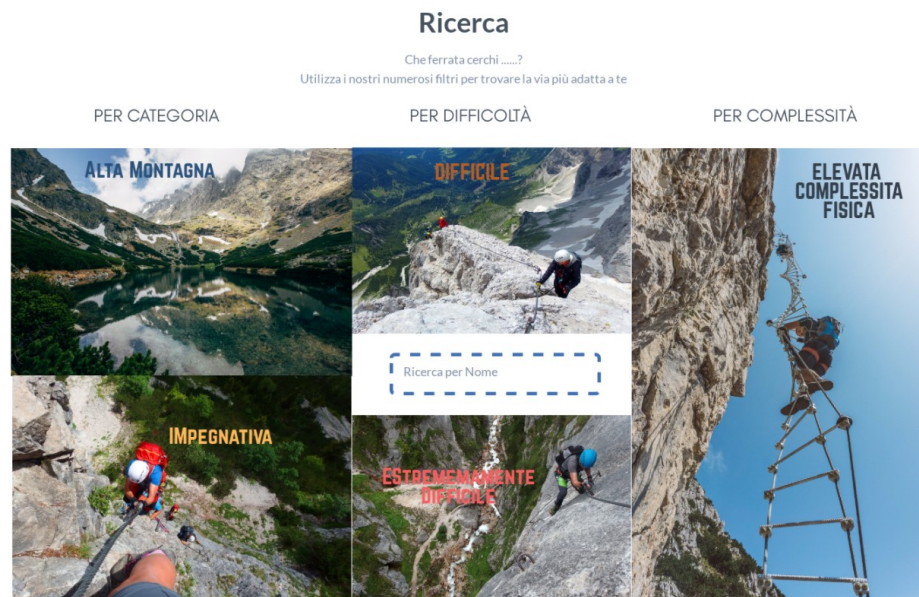 Ricerca
Che ferrata cerchi ......?
Utilizza i nostri numerosi filtri per trovare la via più adatta a te
PER CATEGORIA
PER DIFFICOLTÀ
PER COMPLESSITÀ
ALTA MONTAGNA
DIFFICILE
ELEVATA
COMPLESSITA
FISICA
Ricerca per Nome
IMPEGNATIVA
ESTREMEMAMENTE
DIFFICILE